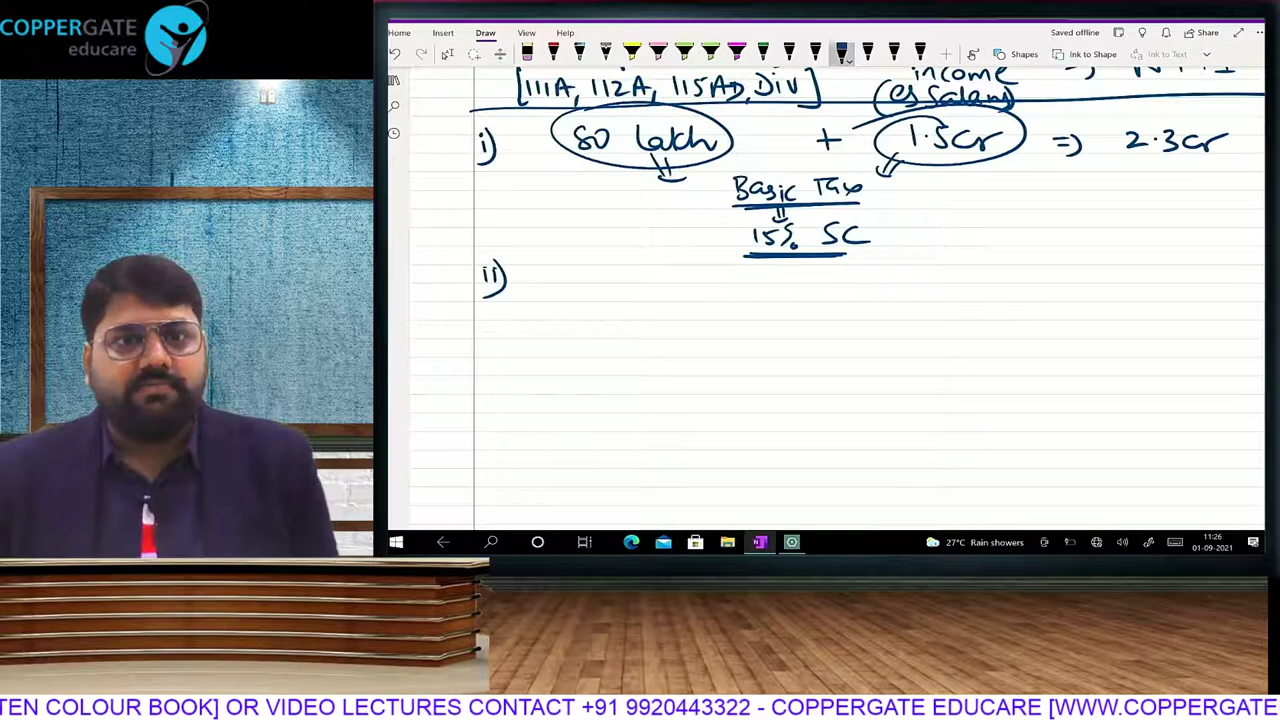 COPPERGATE
educare
Home Insert Draw View Help
Saved offline
Share
Shapes
Ink to Shape
Ink to Text
[111A, 112A, 115AD, Div]
income
(eg salary)
i) 80 lakh + 1.5Cr => 2.3Cr
Basic Tax
15% SC
ii)
27°C Rain showers
11:26
01-09-2021
TEN COLOUR BOOK] OR VIDEO LECTURES CONTACT +91 9920443322 - COPPERGATE EDUCARE [WWW.COPPERGATE